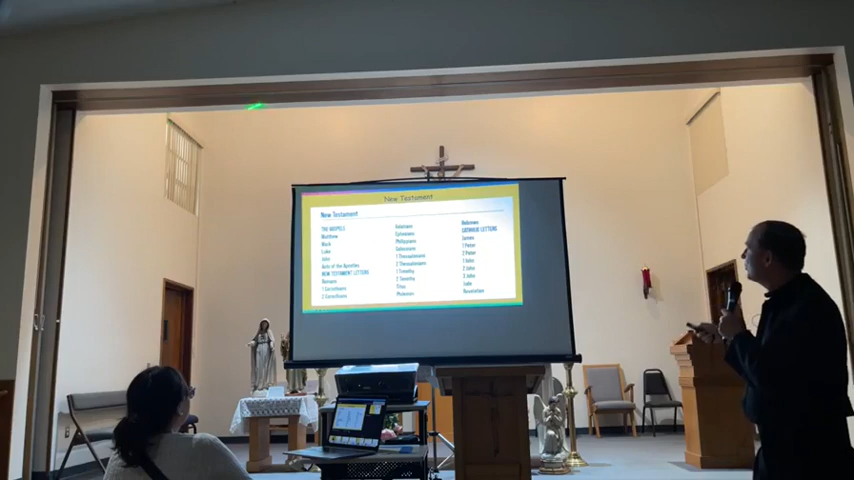 New Testament
New Testament
THE GOSPELS
Matthew
Mark
Luke
John
Acts of the Apostles
NEW TESTAMENT LETTERS
Romans
1 Corinthians
2 Corinthians
Galatians
Ephesians
Philippians
Colossians
1 Thessalonians
2 Thessalonians
1 Timothy
2 Timothy
Titus
Philemon
Hebrews
CATHOLIC LETTERS
James
1 Peter
2 Peter
1 John
2 John
3 John
Jude
Revelation